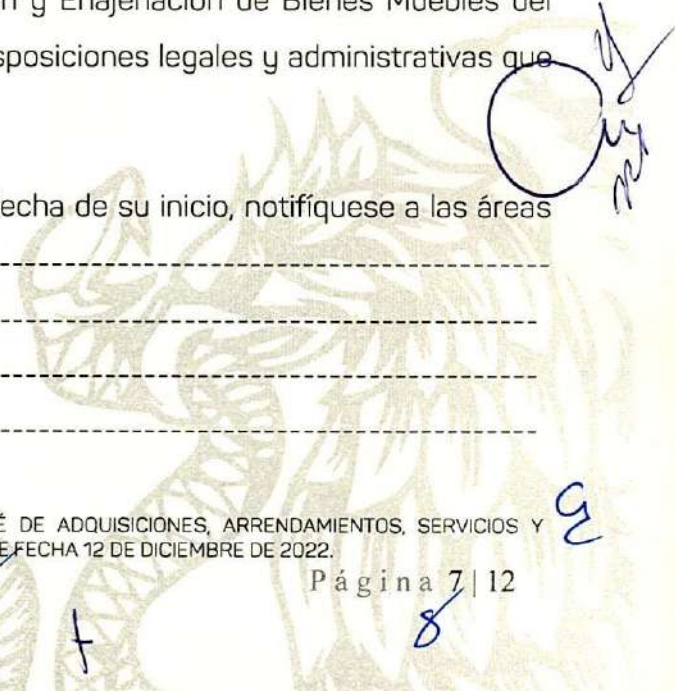 n y Enajenación de Bienes Muebles del
sposiciones legales y administrativas que
echa de su inicio, notifíquese a las áreas
É DE ADQUISICIONES, ARRENDAMIENTOS, SERVICIOS Y
E FECHA 12 DE DICIEMBRE DE 2022.
Página 7|12
8